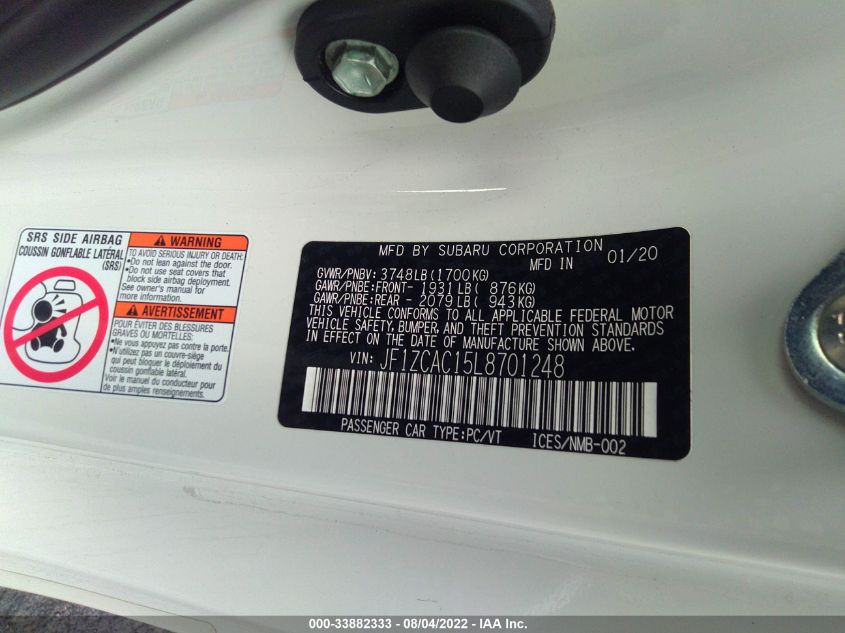 SRS SIDE AIRBAG
COUSSIN GONFLABLE LATÉRAL
(SRS)
WARNING
TO AVOID SERIOUS INJURY OR DEATH:
•Do not lean against the door.
•Do not use seat covers that
block side airbag deployment.
See owner's manual for
more information.
AVERTISSEMENT
POUR ÉVITER DES BLESSURES
GRAVES OU MORTELLES:
•Ne vous appuyez pas contre la porte.
•N'utilisez pas un couvre-siège
qui peut bloquer le déploiement
du coussin gonflable latéral.
Voir le manuel du conducteur pour
de plus amples informations.
MFD BY SUBARU CORPORATION
MFD IN 01/20
GVWR/PNBV: 3748LB(1700KG)
GAWR/PNBE:FRONT- 1931LB( 876KG)
GAWR/PNBE:REAR - 2079LB( 943KG)
THIS VEHICLE CONFORMS TO ALL APPLICABLE FEDERAL MOTOR
VEHICLE SAFETY, BUMPER, AND THEFT PREVENTION STANDARDS
IN EFFECT ON THE DATE OF MANUFACTURE SHOWN ABOVE.
VIN: JF1ZCAC15L8701248
PASSENGER CAR TYPE:PC/VT ICES/NMB-002
000-33882333 - 08/04/2022 - IAA Inc.